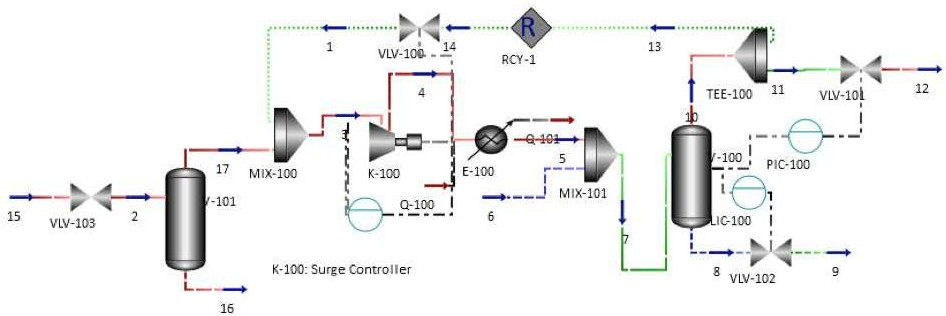 1
VLV-100
14
R
RCY-1
13
TEE-100
11
VLV-101
12
4
10
17
MIX-100
3
K-100
E-100
Q-101
5
MIX-101
V-100
PIC-100
15
VLV-103
2
V-101
Q-100
6
7
LIC-100
8
VLV-102
9
K-100: Surge Controller
16